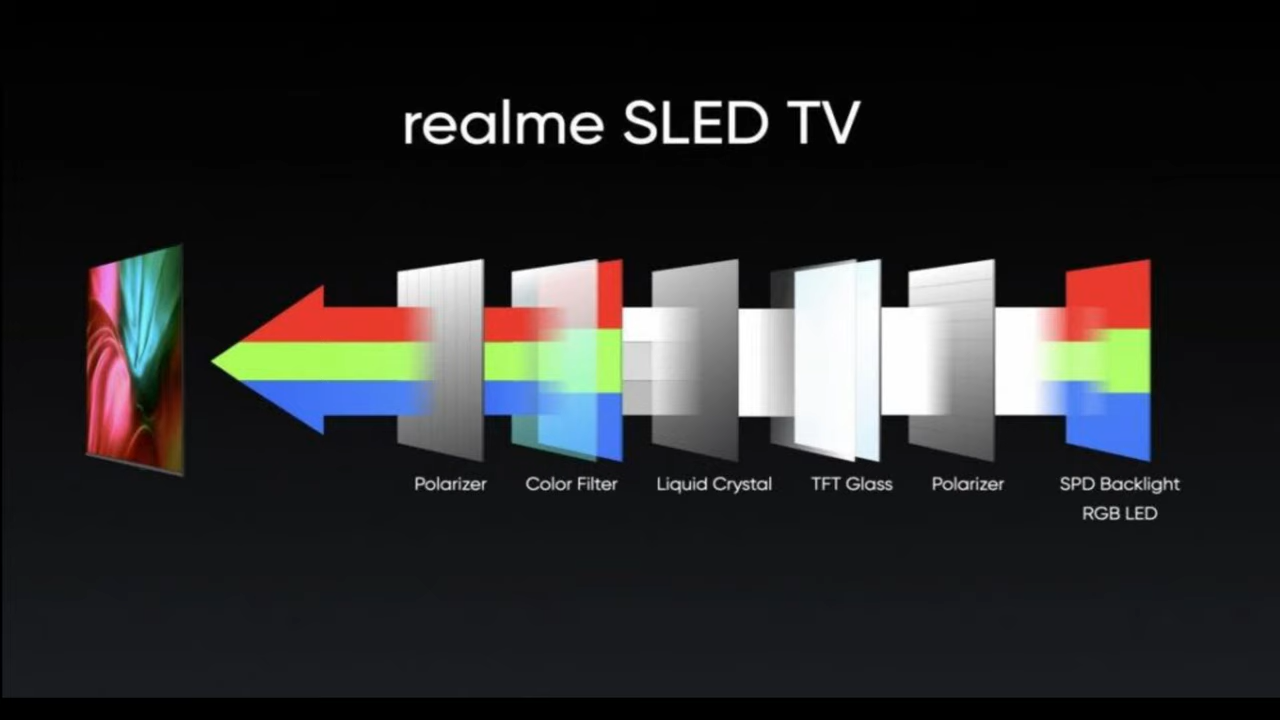 realme SLED TV
Polarizer
Color Filter
Liquid Crystal
TFT Glass
Polarizer
SPD Backlight
RGB LED